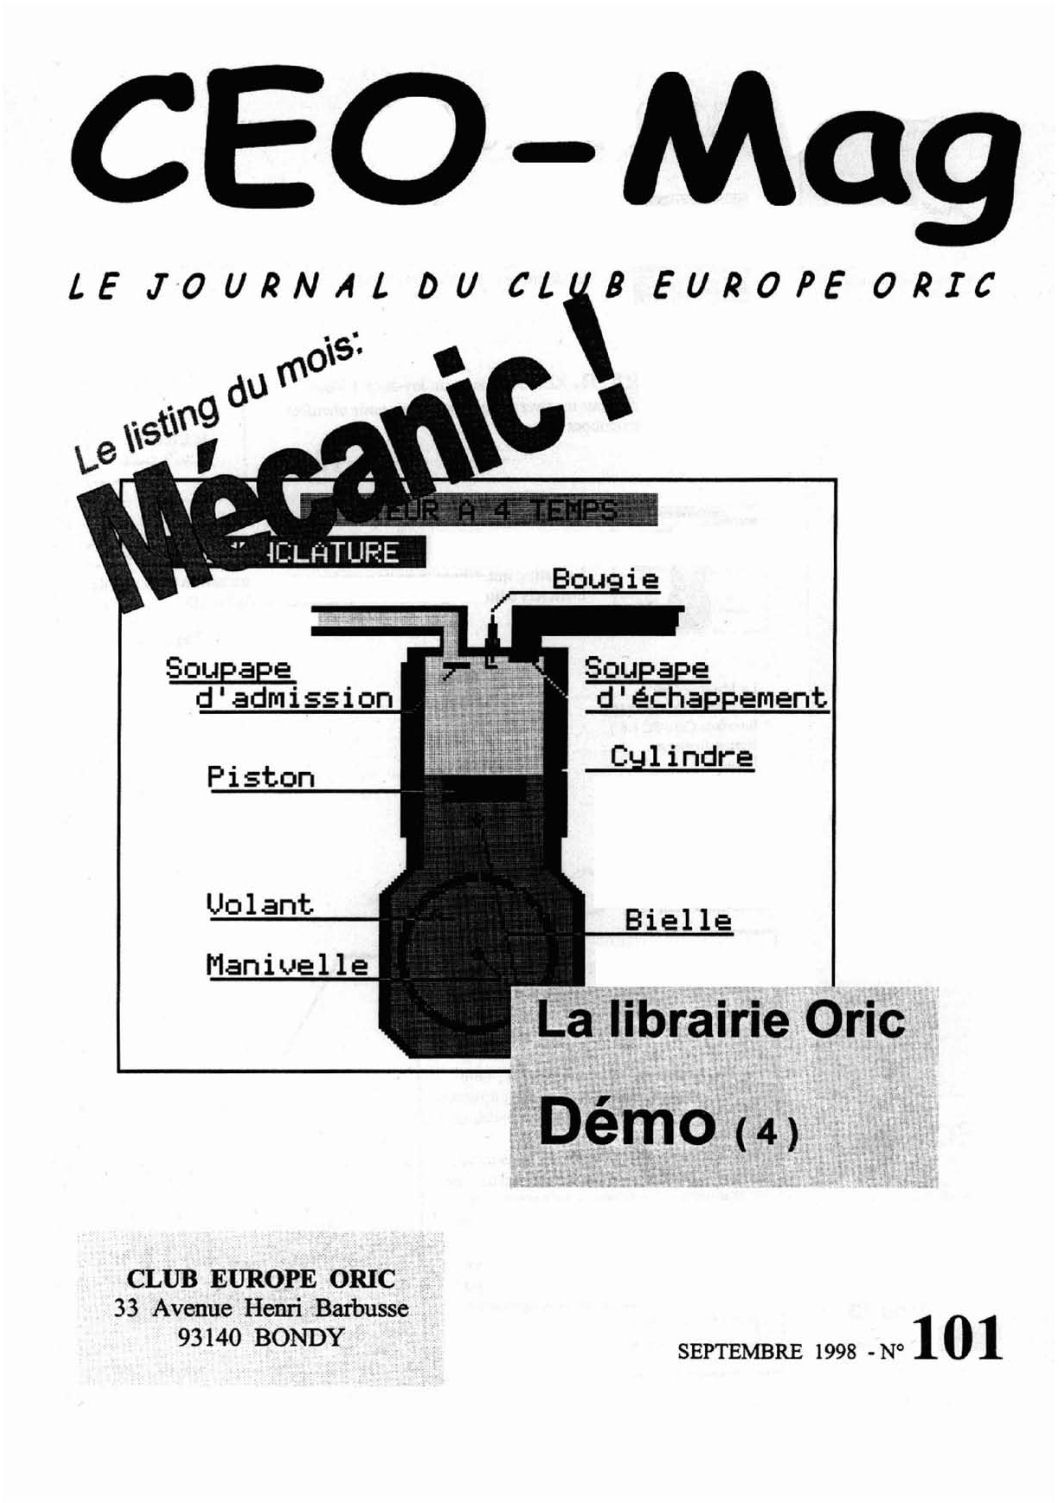 CEO-Mag
LE JOURNAL DU CLUB EUROPE ORIC
Le listing du mois:
Mécanic !
A 4 TEMPS
Bougie
Soupape
d'admission
Soupape
d'échappement
Cylindre
Piston
Volant
Bielle
Manivelle
La librairie Oric
Démo (4)
CLUB EUROPE ORIC
33 Avenue Henri Barbusse
93140 BONDY
SEPTEMBRE 1998 - N° 101